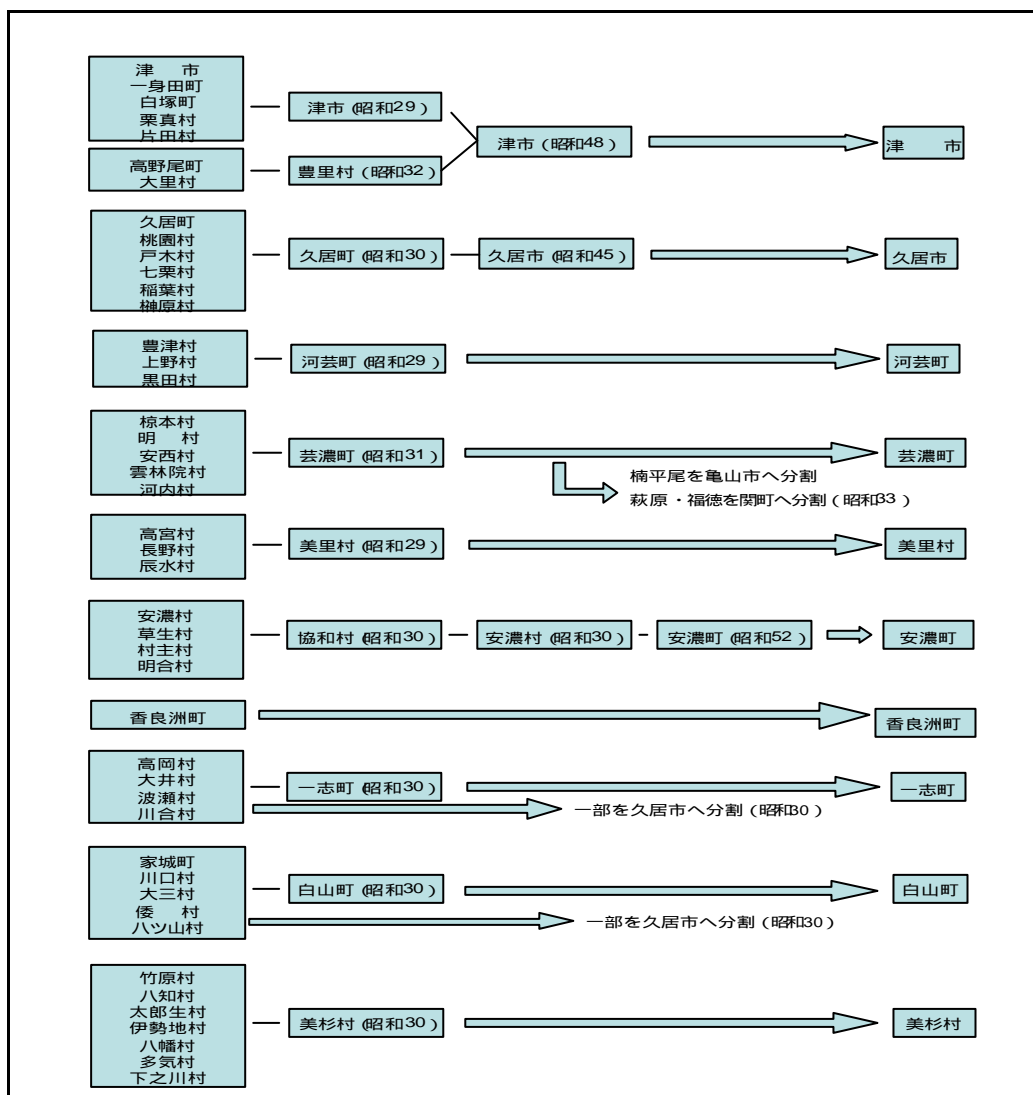 津　市
一身田町
白塚町
栗真村
片田村
津市 (昭和29)
高野尾町
大里村
豊里村 (昭和32)
津市 (昭和48)
津　市
久居町
桃園村
戸木村
七栗村
稲葉村
榊原村
久居町 (昭和30)
久居市 (昭和45)
久居市
豊津村
上野村
黒田村
河芸町 (昭和29)
河芸町
椋本村
明　村
安西村
雲林院村
河内村
芸濃町 (昭和31)
芸濃町
楠平尾を亀山市へ分割
萩原・福徳を関町へ分割 (昭和33)
高宮村
長野村
辰水村
美里村 (昭和29)
美里村
安濃村
草生村
村主村
明合村
協和村 (昭和30)
安濃村 (昭和30)
安濃町 (昭和52)
安濃町
香良洲町
香良洲町
高岡村
大井村
波瀬村
川合村
一志町 (昭和30)
一志町
一部を久居市へ分割 (昭和30)
家城町
川口村
大三村
倭　村
八ツ山村
白山町 (昭和30)
白山町
一部を久居市へ分割 (昭和30)
竹原村
八知村
太郎生村
伊勢地村
八幡村
多気村
下之川村
美杉村 (昭和30)
美杉村